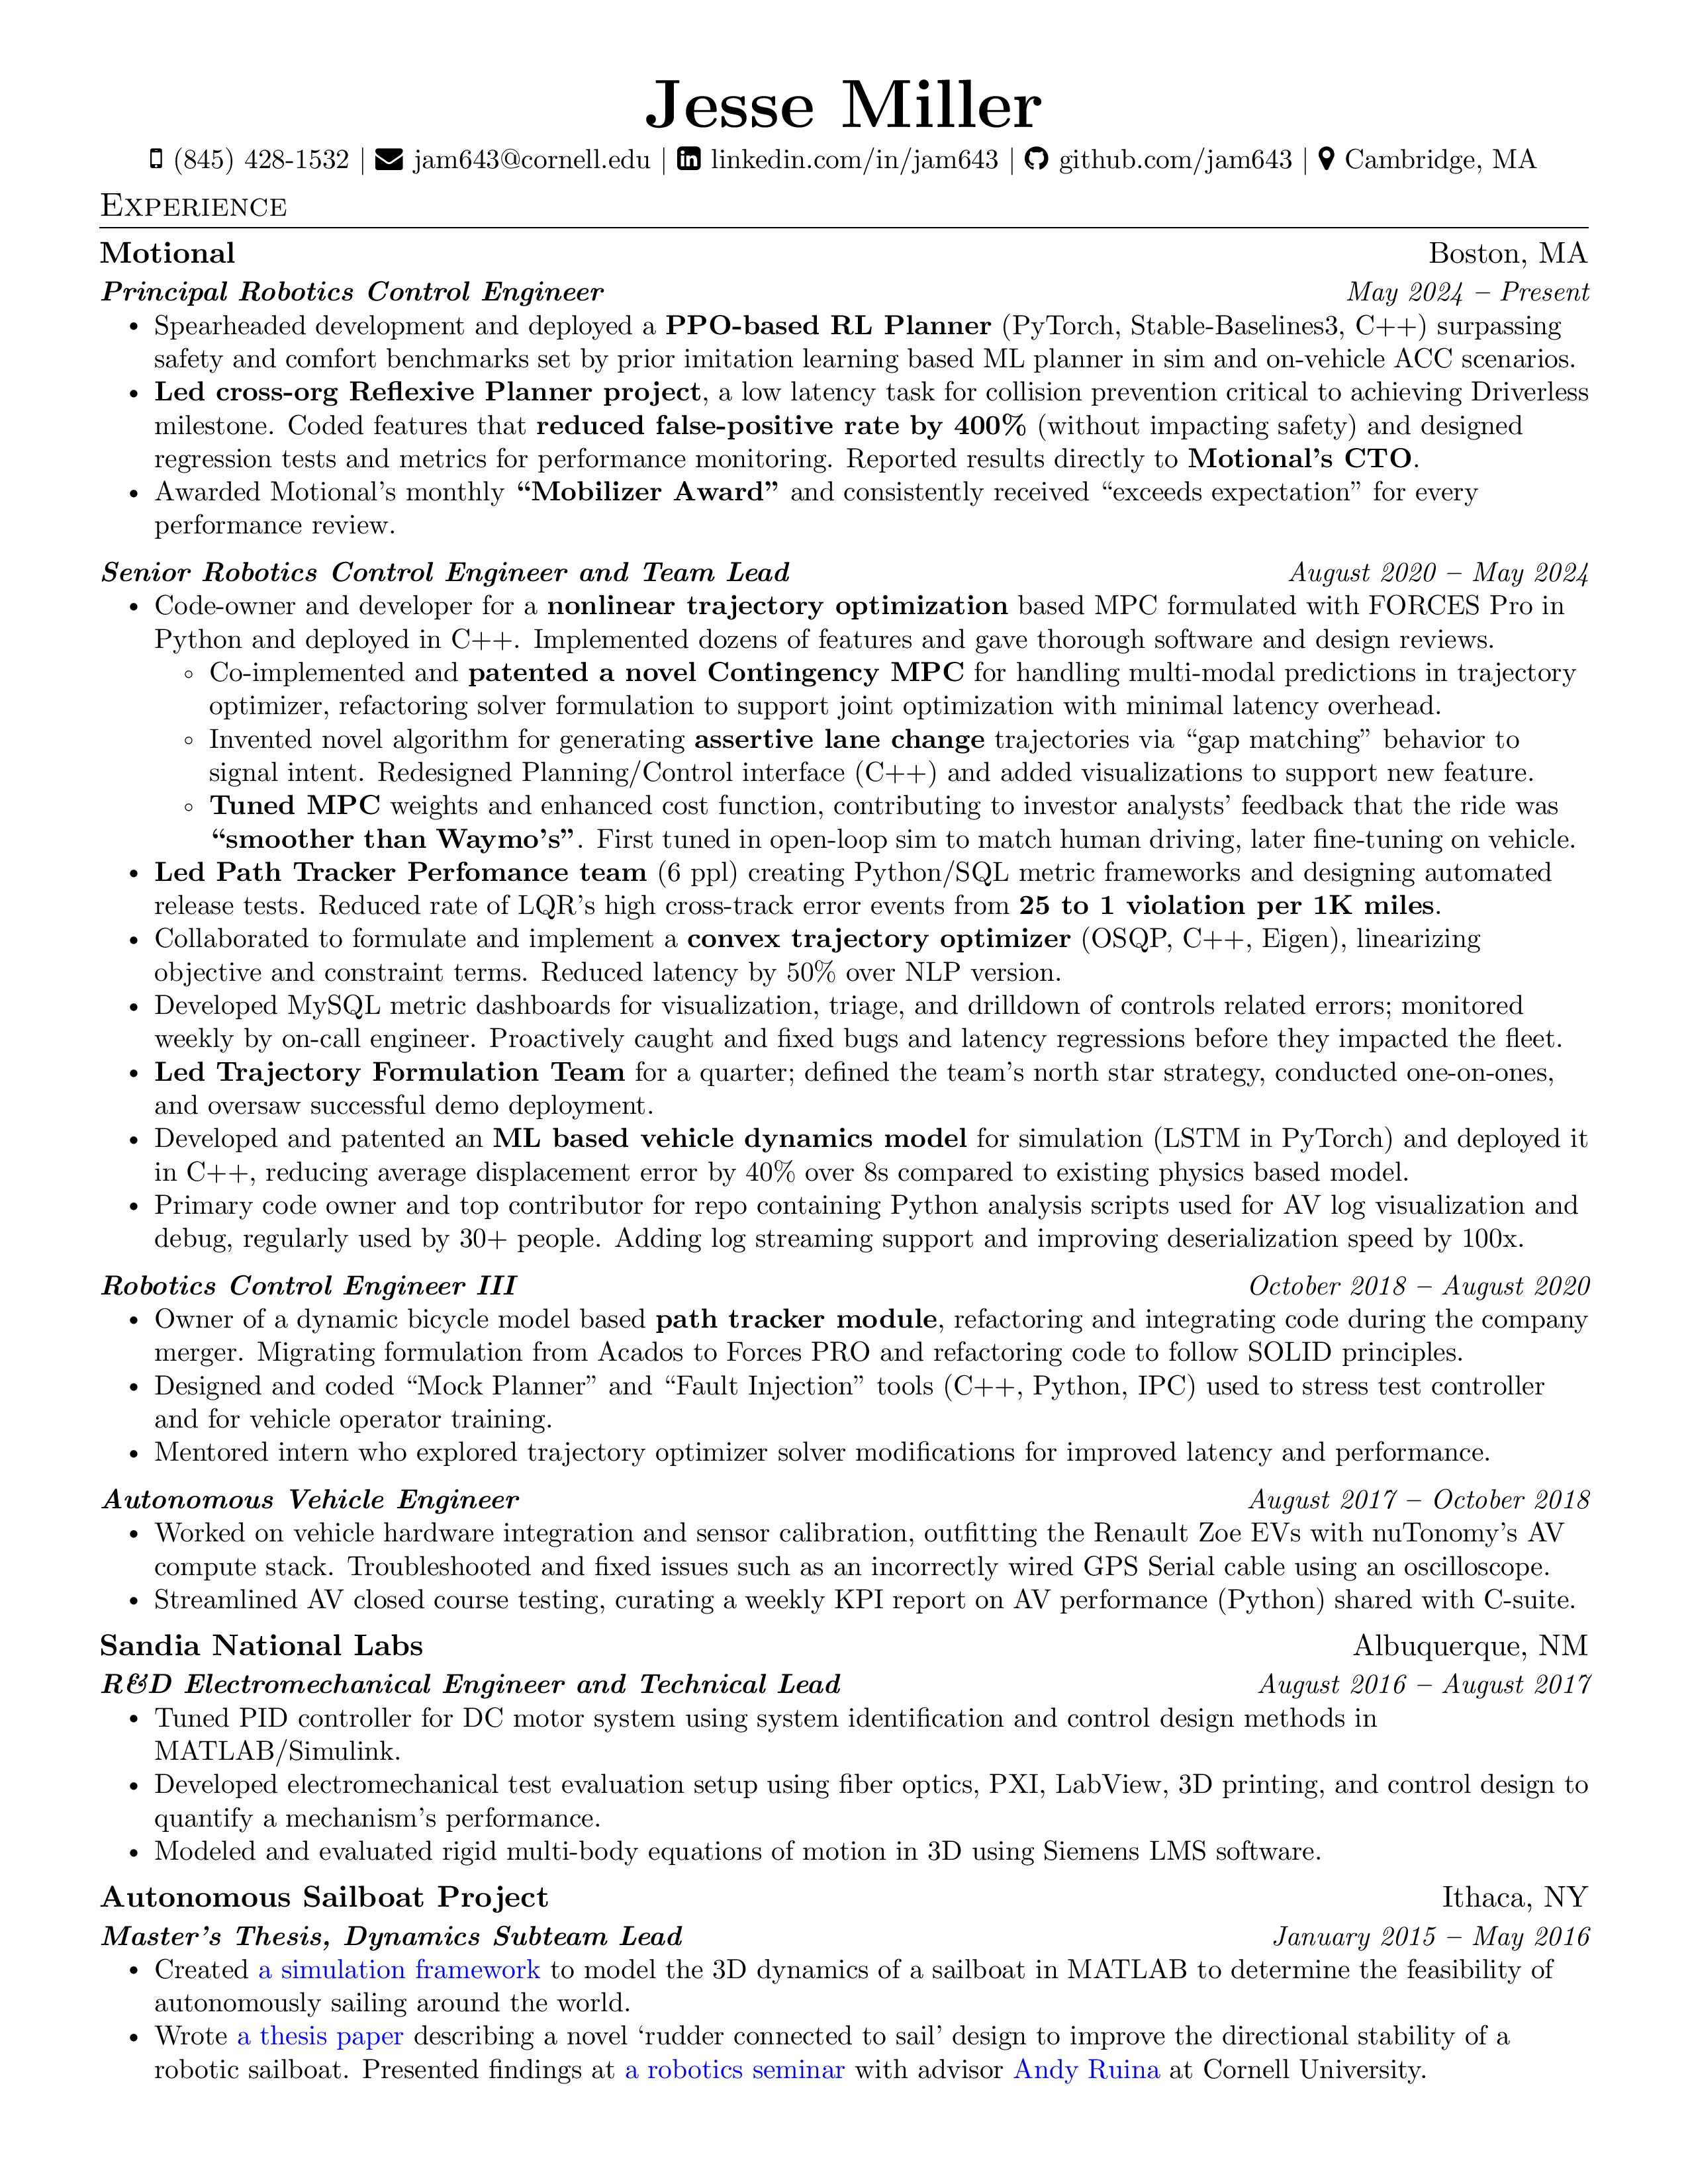 Jesse Miller
(845) 428-1532 | jam643@cornell.edu | linkedin.com/in/jam643 | github.com/jam643 | Cambridge, MA
Experience
Motional Boston, MA
Principal Robotics Control Engineer May 2024 – Present
• Spearheaded development and deployed a PPO-based RL Planner (PyTorch, Stable-Baselines3, C++) surpassing
safety and comfort benchmarks set by prior imitation learning based ML planner in sim and on-vehicle ACC scenarios.
• Led cross-org Reflexive Planner project, a low latency task for collision prevention critical to achieving Driverless
milestone. Coded features that reduced false-positive rate by 400% (without impacting safety) and designed
regression tests and metrics for performance monitoring. Reported results directly to Motional's CTO.
• Awarded Motional's monthly “Mobilizer Award” and consistently received “exceeds expectation” for every
performance review.
Senior Robotics Control Engineer and Team Lead August 2020 – May 2024
• Code-owner and developer for a nonlinear trajectory optimization based MPC formulated with FORCES Pro in
Python and deployed in C++. Implemented dozens of features and gave thorough software and design reviews.
◦ Co-implemented and patented a novel Contingency MPC for handling multi-modal predictions in trajectory
optimizer, refactoring solver formulation to support joint optimization with minimal latency overhead.
◦ Invented novel algorithm for generating assertive lane change trajectories via “gap matching” behavior to
signal intent. Redesigned Planning/Control interface (C++) and added visualizations to support new feature.
◦ Tuned MPC weights and enhanced cost function, contributing to investor analysts' feedback that the ride was
“smoother than Waymo's”. First tuned in open-loop sim to match human driving, later fine-tuning on vehicle.
• Led Path Tracker Perfomance team (6 ppl) creating Python/SQL metric frameworks and designing automated
release tests. Reduced rate of LQR's high cross-track error events from 25 to 1 violation per 1K miles.
• Collaborated to formulate and implement a convex trajectory optimizer (OSQP, C++, Eigen), linearizing
objective and constraint terms. Reduced latency by 50% over NLP version.
• Developed MySQL metric dashboards for visualization, triage, and drilldown of controls related errors; monitored
weekly by on-call engineer. Proactively caught and fixed bugs and latency regressions before they impacted the fleet.
• Led Trajectory Formulation Team for a quarter; defined the team's north star strategy, conducted one-on-ones,
and oversaw successful demo deployment.
• Developed and patented an ML based vehicle dynamics model for simulation (LSTM in PyTorch) and deployed it
in C++, reducing average displacement error by 40% over 8s compared to existing physics based model.
• Primary code owner and top contributor for repo containing Python analysis scripts used for AV log visualization and
debug, regularly used by 30+ people. Adding log streaming support and improving deserialization speed by 100x.
Robotics Control Engineer III October 2018 – August 2020
• Owner of a dynamic bicycle model based path tracker module, refactoring and integrating code during the company
merger. Migrating formulation from Acados to Forces PRO and refactoring code to follow SOLID principles.
• Designed and coded “Mock Planner” and “Fault Injection” tools (C++, Python, IPC) used to stress test controller
and for vehicle operator training.
• Mentored intern who explored trajectory optimizer solver modifications for improved latency and performance.
Autonomous Vehicle Engineer August 2017 – October 2018
• Worked on vehicle hardware integration and sensor calibration, outfitting the Renault Zoe EVs with nuTonomy's AV
compute stack. Troubleshooted and fixed issues such as an incorrectly wired GPS Serial cable using an oscilloscope.
• Streamlined AV closed course testing, curating a weekly KPI report on AV performance (Python) shared with C-suite.
Sandia National Labs Albuquerque, NM
R&D Electromechanical Engineer and Technical Lead August 2016 – August 2017
• Tuned PID controller for DC motor system using system identification and control design methods in
MATLAB/Simulink.
• Developed electromechanical test evaluation setup using fiber optics, PXI, LabView, 3D printing, and control design to
quantify a mechanism's performance.
• Modeled and evaluated rigid multi-body equations of motion in 3D using Siemens LMS software.
Autonomous Sailboat Project Ithaca, NY
Master's Thesis, Dynamics Subteam Lead January 2015 – May 2016
• Created a simulation framework to model the 3D dynamics of a sailboat in MATLAB to determine the feasibility of
autonomously sailing around the world.
• Wrote a thesis paper describing a novel ‘rudder connected to sail’ design to improve the directional stability of a
robotic sailboat. Presented findings at a robotics seminar with advisor Andy Ruina at Cornell University.